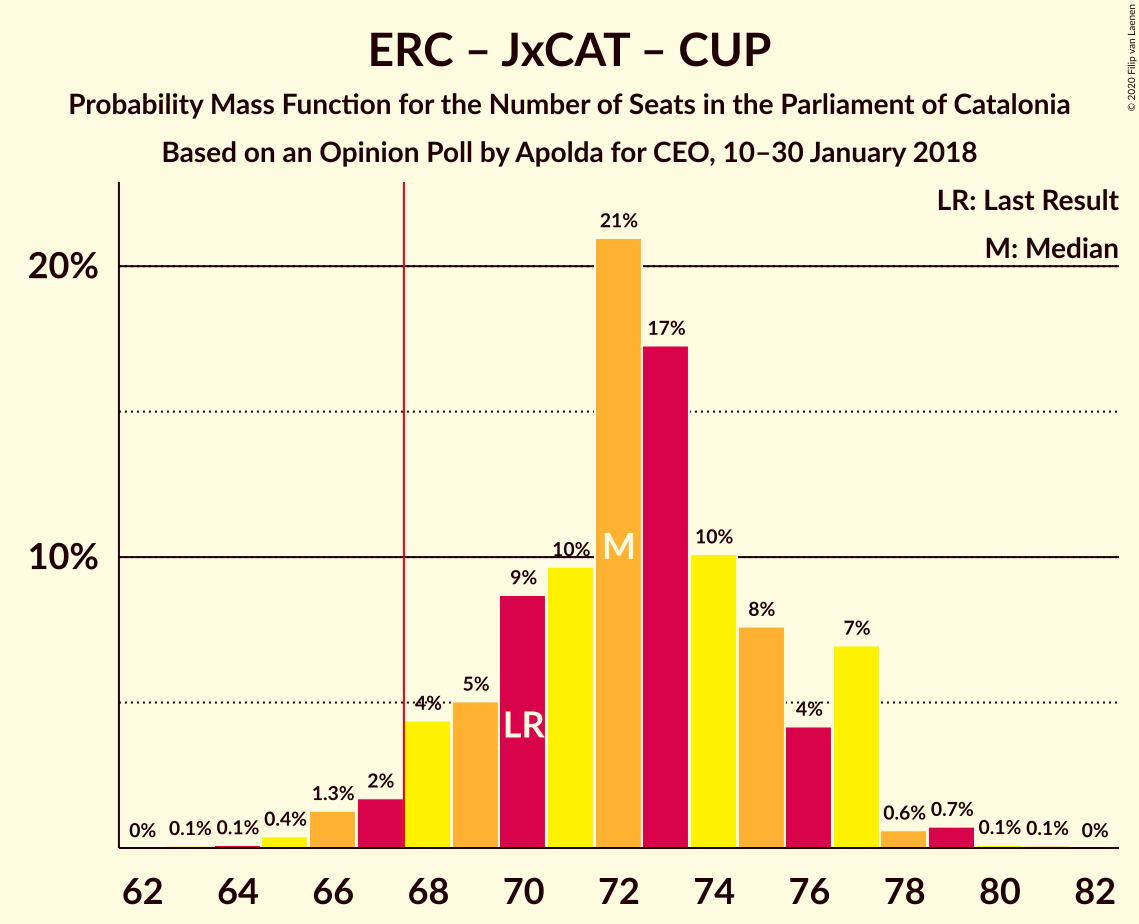 ERC – JxCAT – CUP
Probability Mass Function for the Number of Seats in the Parliament of Catalonia
Based on an Opinion Poll by Apolda for CEO, 10–30 January 2018
© 2020 Filip van Laenen
LR: Last Result
M: Median
20%
10%
0%
0.1%
0.1%
0.4%
1.3%
2%
4%
5%
9%
10%
21%
17%
10%
8%
4%
7%
0.6%
0.7%
0.1%
0.1%
0%
LR
M
62 64 66 68 70 72 74 76 78 80 82